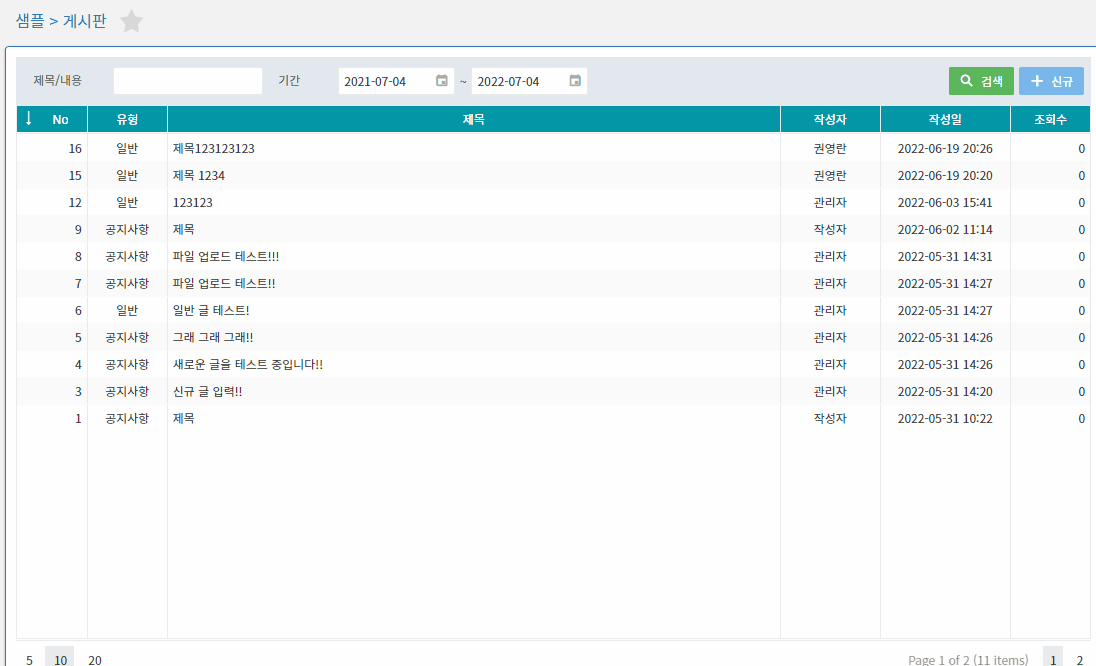 샘플 > 게시판
제목/내용 기간 2021-07-04 ~ 2022-07-04 검색 신규
No 유형 제목 작성자 작성일 조회수
16 일반 제목123123123 권영란 2022-06-19 20:26 0
15 일반 제목 1234 권영란 2022-06-19 20:20 0
12 일반 123123 관리자 2022-06-03 15:41 0
9 공지사항 제목 작성자 2022-06-02 11:14 0
8 공지사항 파일 업로드 테스트!!! 관리자 2022-05-31 14:31 0
7 공지사항 파일 업로드 테스트!! 관리자 2022-05-31 14:27 0
6 일반 일반 글 테스트! 관리자 2022-05-31 14:27 0
5 공지사항 그래 그래 그래!! 관리자 2022-05-31 14:26 0
4 공지사항 새로운 글을 테스트 중입니다!! 관리자 2022-05-31 14:26 0
3 공지사항 신규 글 입력!! 관리자 2022-05-31 14:20 0
1 공지사항 제목 작성자 2022-05-31 10:22 0
5 10 20 Page 1 of 2 (11 items) 1 2